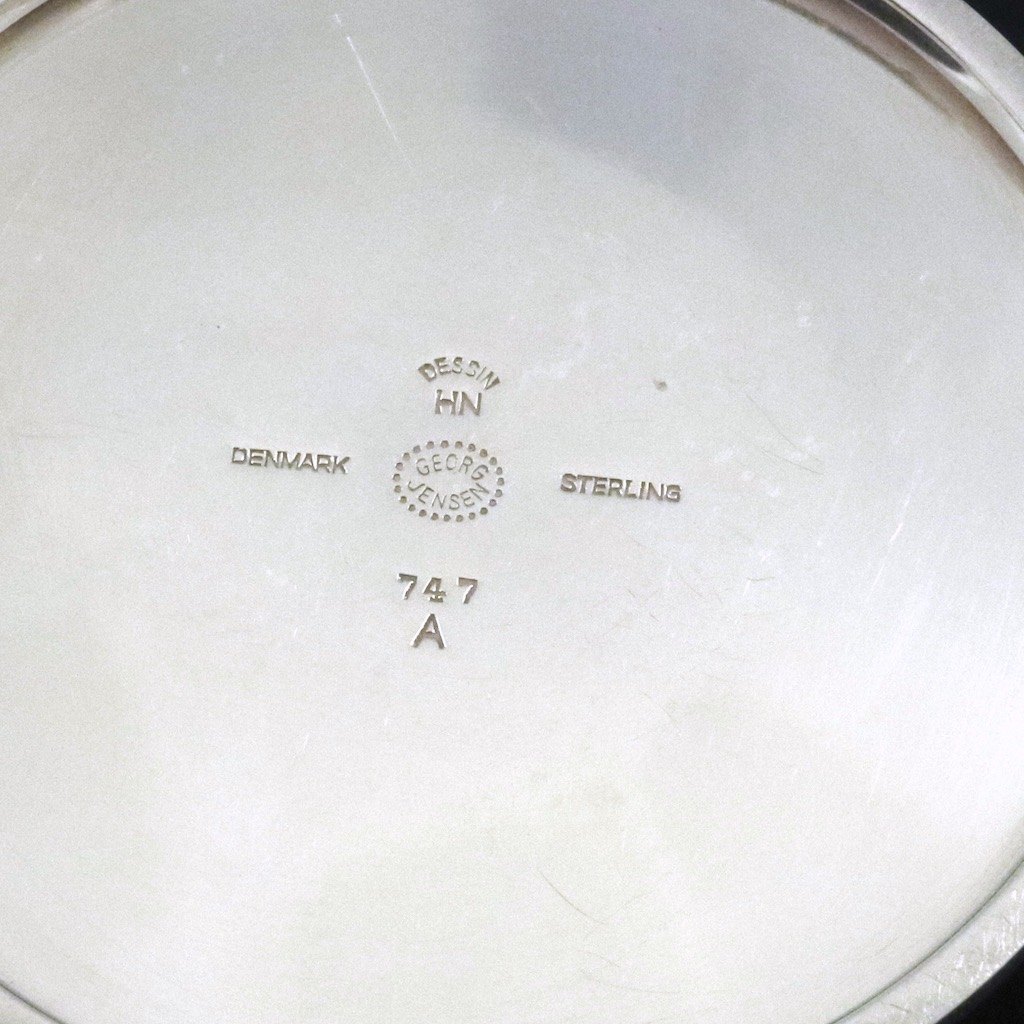 DESSIN
HN
DENMARK
GEORG
JENSEN
STERLING
747
A